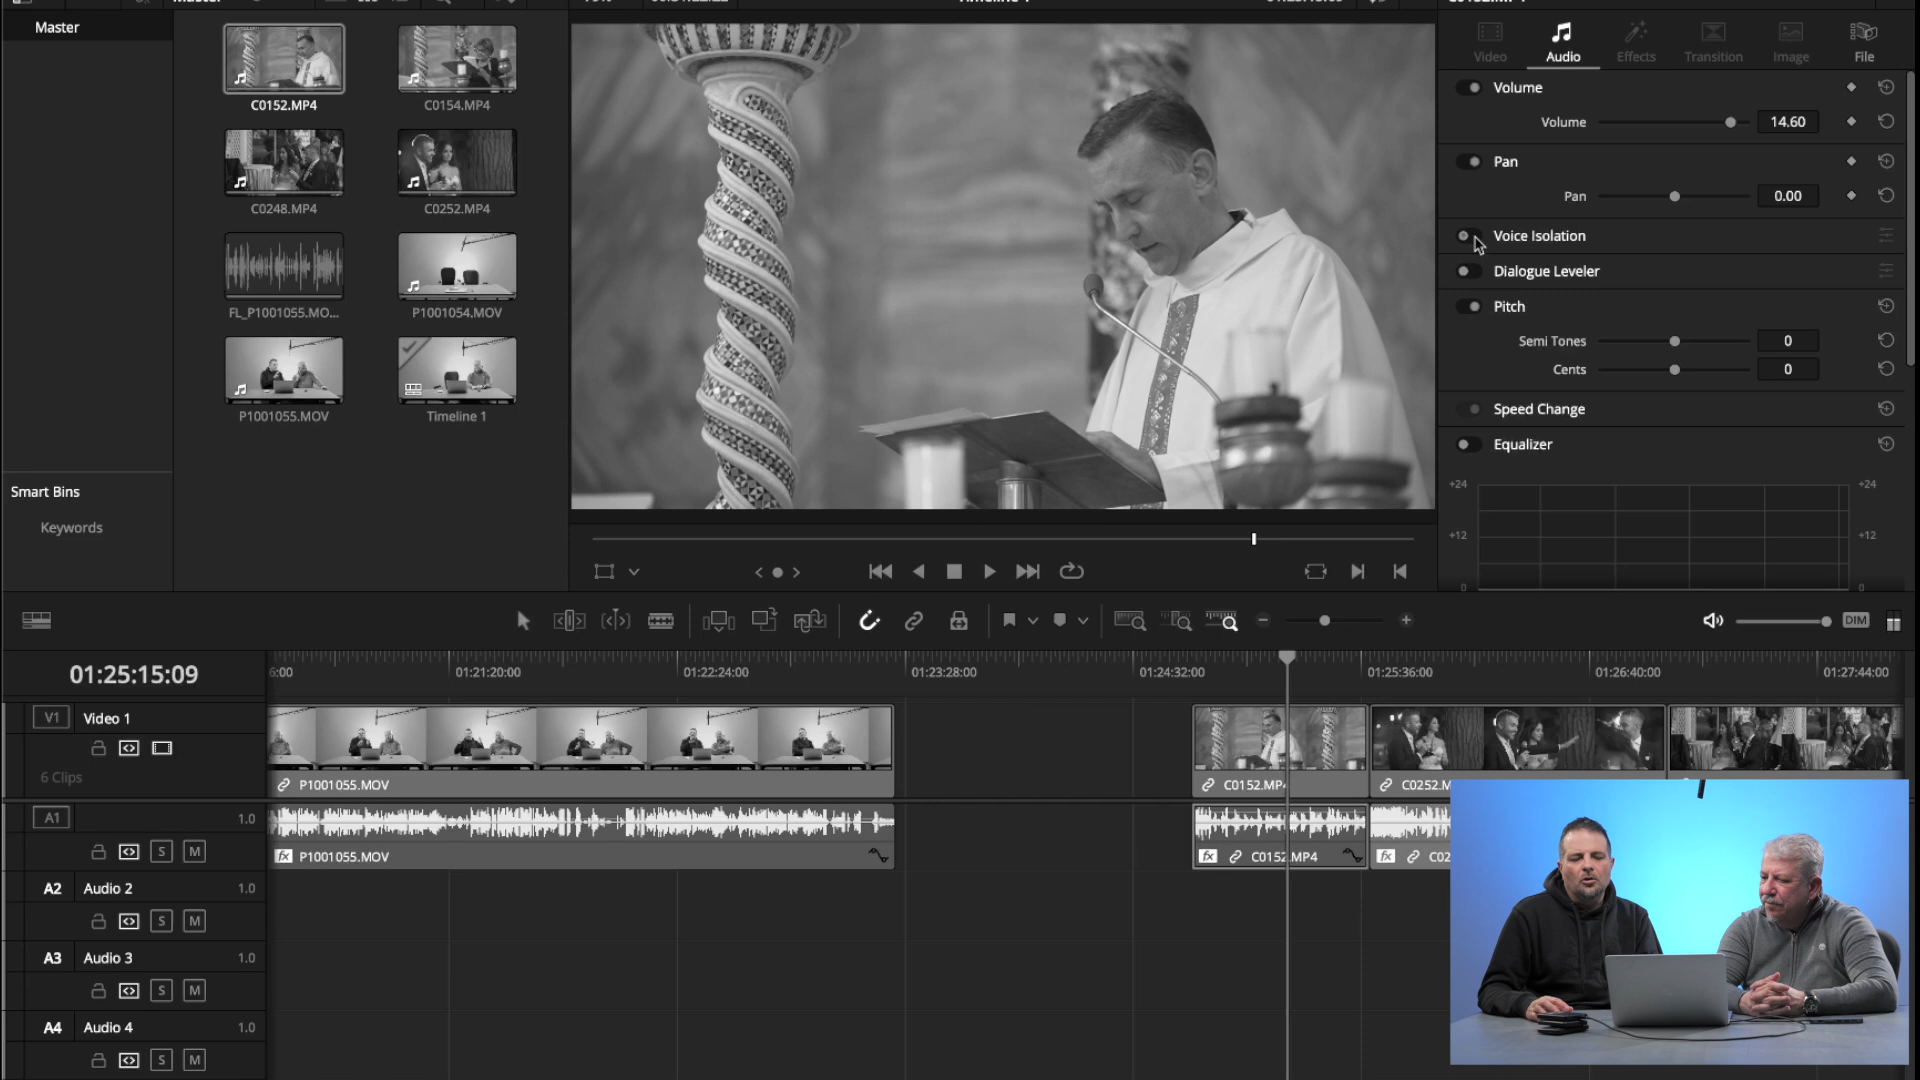 Master
C0152.MP4
C0154.MP4
C0248.MP4
C0252.MP4
FL_P1001055.MO...
P1001054.MOV
P1001055.MOV
Timeline 1
Smart Bins
Keywords
Video
Audio
Effects
Transition
Image
File
Volume
Volume
14.60
Pan
Pan
0.00
Voice Isolation
Dialogue Leveler
Pitch
Semi Tones
0
Cents
0
Speed Change
Equalizer
+24
+24
+12
+12
0
0
DIM
01:25:15:09
6:00
01:21:20:00
01:22:24:00
01:23:28:00
01:24:32:00
01:25:36:00
01:26:40:00
01:27:44:00
V1
Video 1
6 Clips
P1001055.MOV
C0152.MP4
C0252.M
A1
1.0
S
M
fx
P1001055.MOV
fx
C0152.MP4
fx
C02
A2
Audio 2
1.0
S
M
A3
Audio 3
1.0
S
M
A4
Audio 4
1.0
S
M